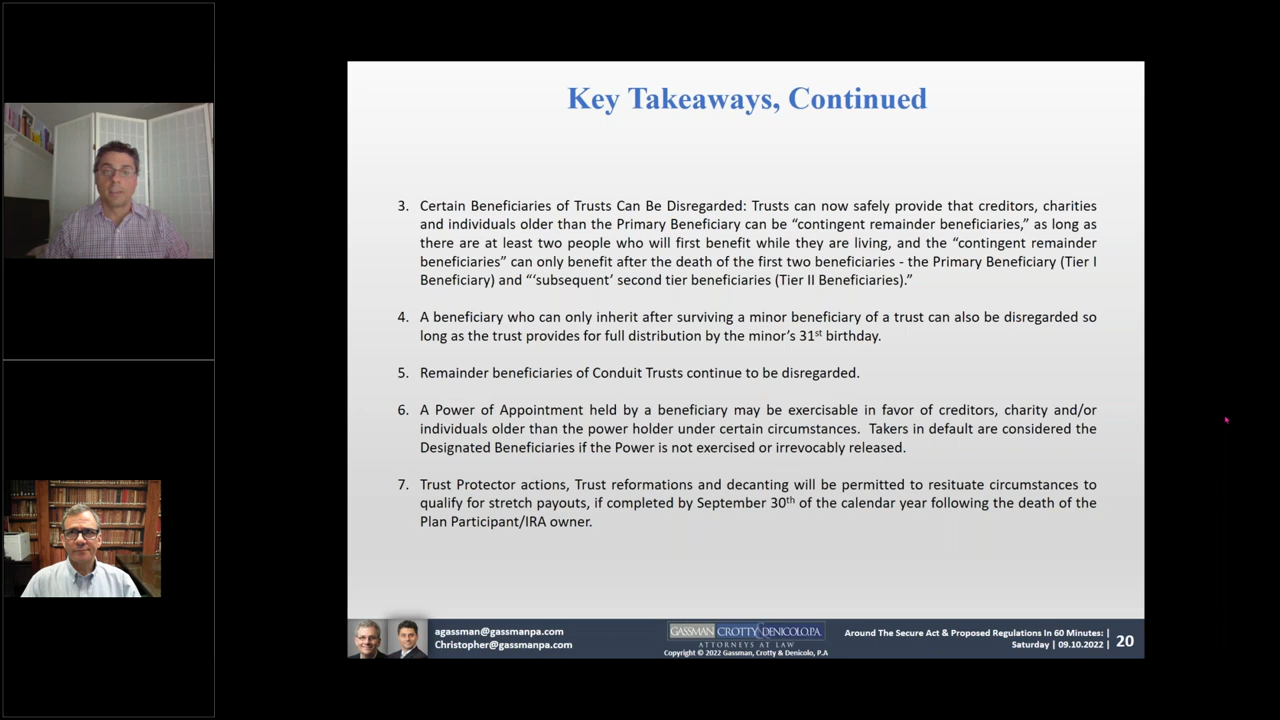 Key Takeaways, Continued
3. Certain Beneficiaries of Trusts Can Be Disregarded: Trusts can now safely provide that creditors, charities
and individuals older than the Primary Beneficiary can be “contingent remainder beneficiaries,” as long as
there are at least two people who will first benefit while they are living, and the “contingent remainder
beneficiaries” can only benefit after the death of the first two beneficiaries - the Primary Beneficiary (Tier I
Beneficiary) and “‘subsequent’ second tier beneficiaries (Tier II Beneficiaries).”
4. A beneficiary who can only inherit after surviving a minor beneficiary of a trust can also be disregarded so
long as the trust provides for full distribution by the minor’s 31st birthday.
5. Remainder beneficiaries of Conduit Trusts continue to be disregarded.
6. A Power of Appointment held by a beneficiary may be exercisable in favor of creditors, charity and/or
individuals older than the power holder under certain circumstances. Takers in default are considered the
Designated Beneficiaries if the Power is not exercised or irrevocably released.
7. Trust Protector actions, Trust reformations and decanting will be permitted to resituate circumstances to
qualify for stretch payouts, if completed by September 30th of the calendar year following the death of the
Plan Participant/IRA owner.
agassman@gassmanpa.com
Christopher@gassmanpa.com
GASSMAN CROTTY DENICOLO, P.A.
ATTORNEYS AT LAW
Copyright © 2022 Gassman, Crotty & Denicolo, P.A
Around The Secure Act & Proposed Regulations In 60 Minutes: |
Saturday | 09.10.2022 |
20